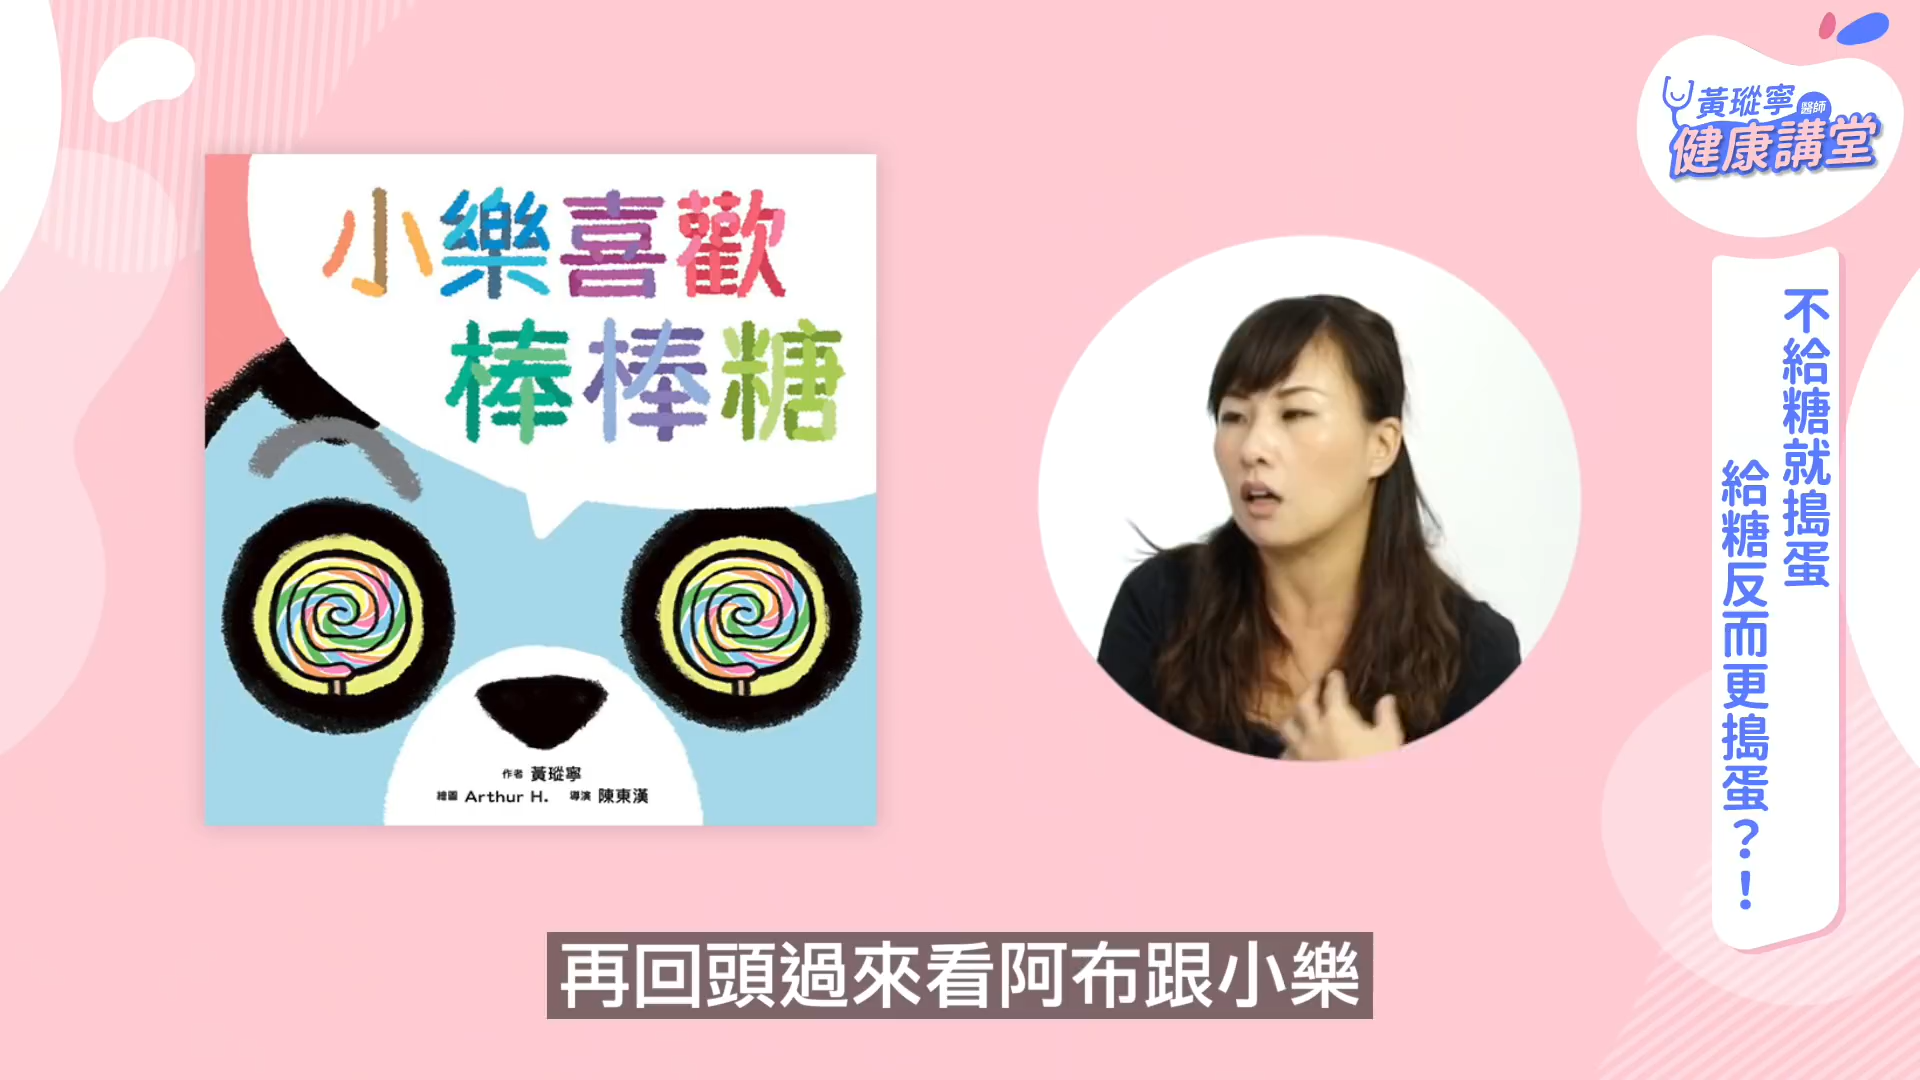 小樂喜歡
棒棒糖
作者 黃瑽寧
繪圖 Arthur H. 導演 陳東漢
黃瑽寧醫師
健康講堂
不給糖就搗蛋
給糖反而更搗蛋？！
再回頭過來看阿布跟小樂